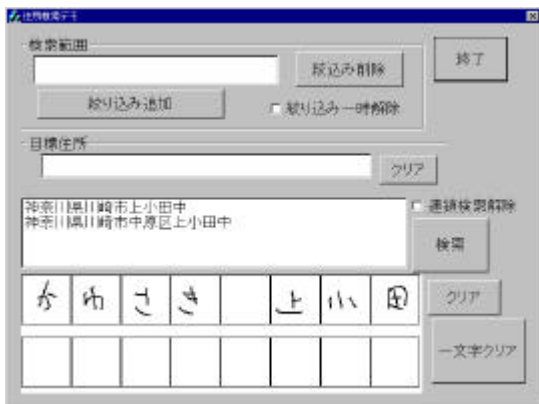 住所検索デモ
検索範囲
絞込み削除
終了
絞り込み追加
絞り込み一時解除
目標住所
クリア
神奈川県川崎市上小田中
神奈川県川崎市中原区上小田中
連鎖検索解除
検索
かわさき 上小田
クリア
一文字クリア